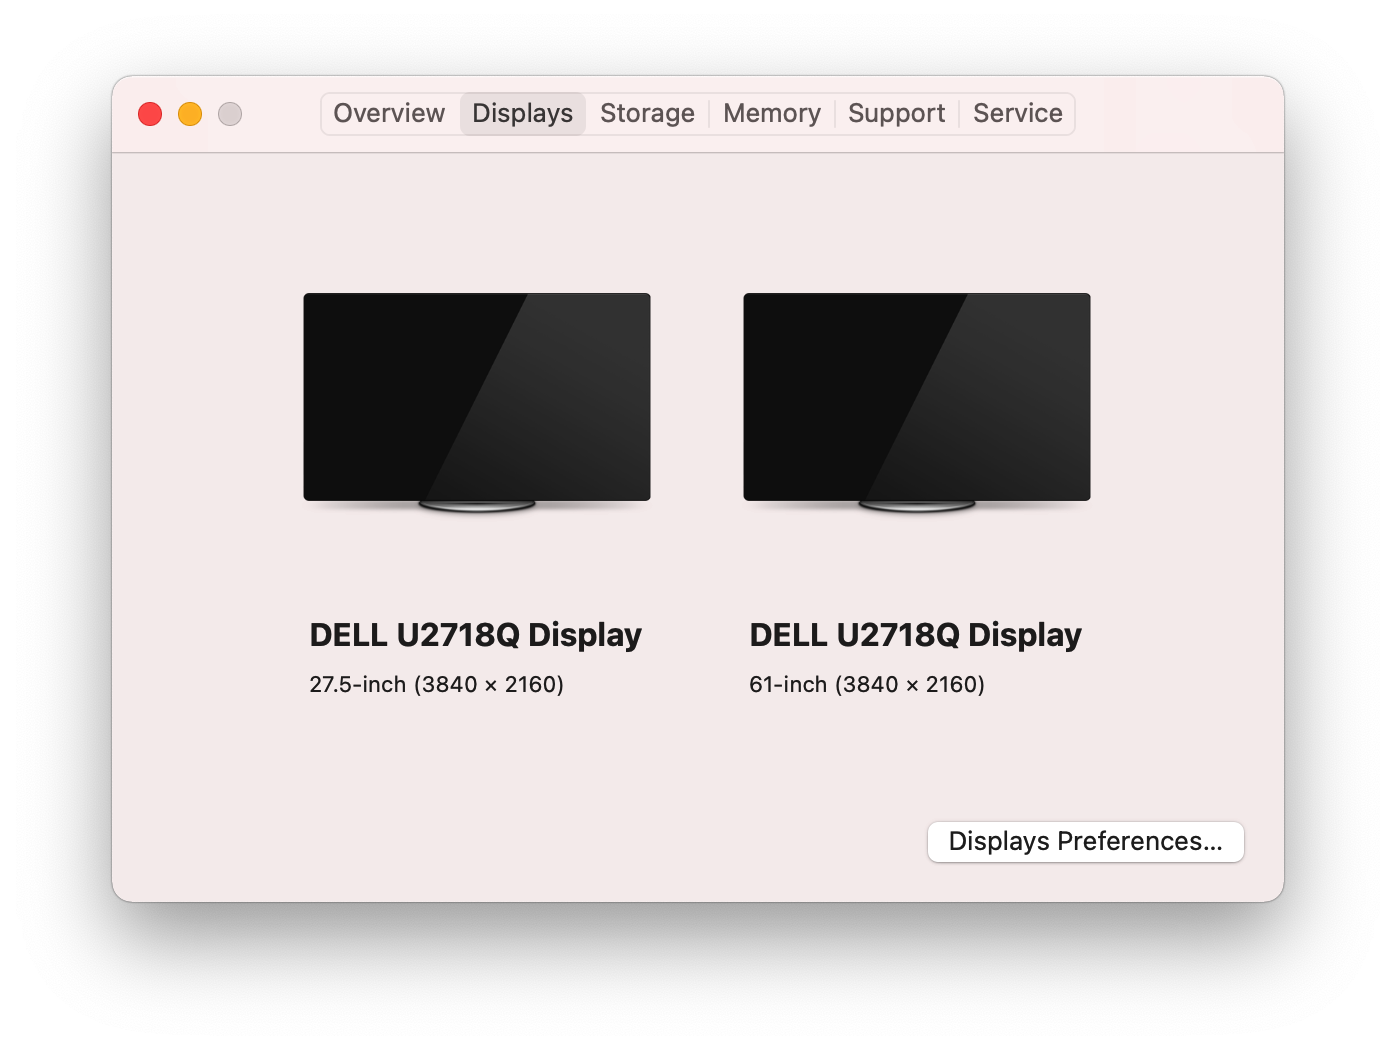 Overview Displays Storage Memory Support Service
DELL U2718Q Display
27.5-inch (3840 × 2160)
DELL U2718Q Display
61-inch (3840 × 2160)
Displays Preferences...